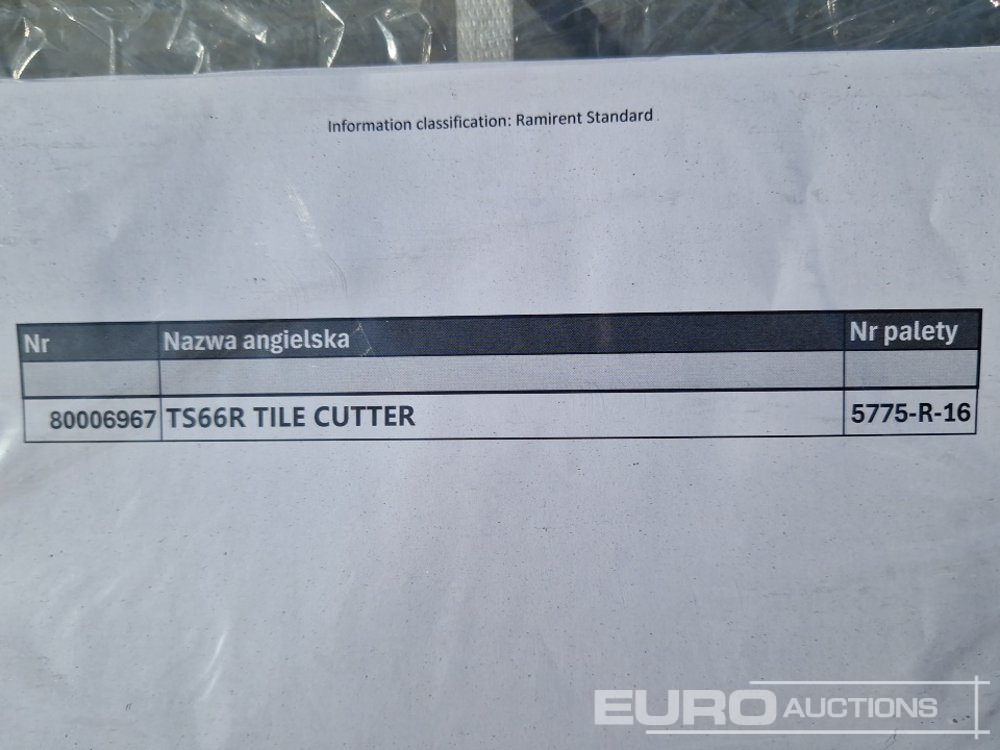 Information classification: Ramirent Standard
Nr Nazwa angielska Nr palety
80006967 TS66R TILE CUTTER 5775-R-16
EURO AUCTIONS